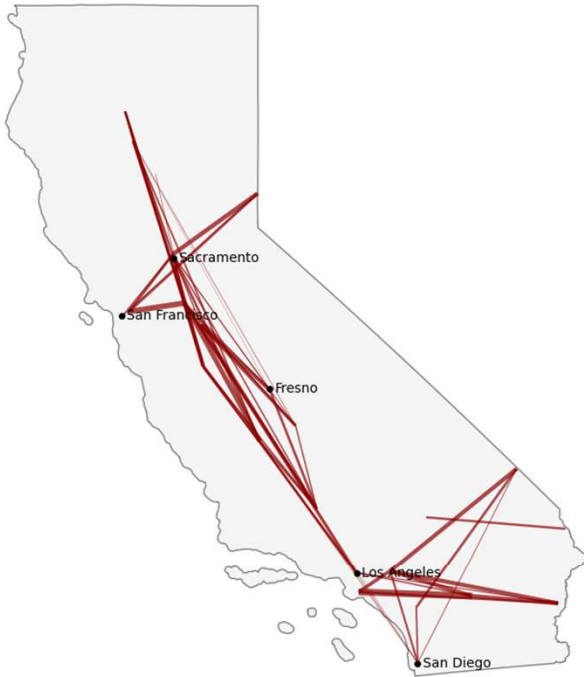 Sacramento
San Francisco
Fresno
Los Angeles
San Diego